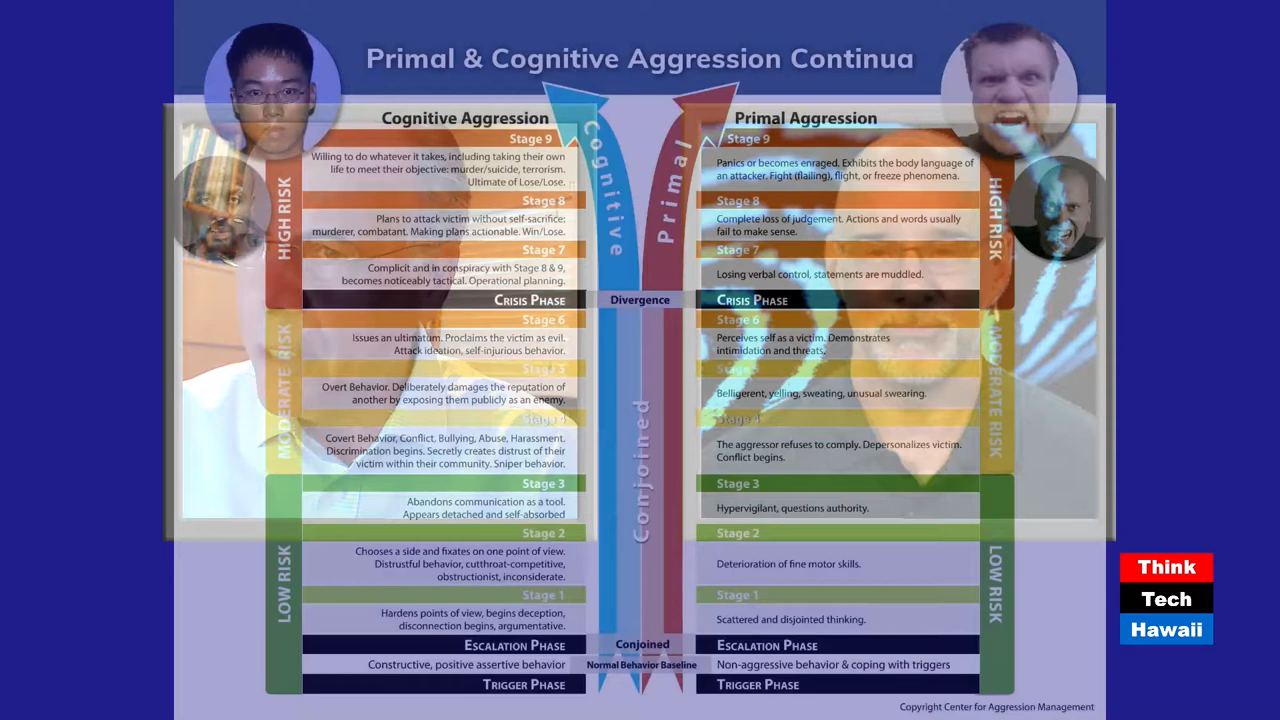 Primal & Cognitive Aggression Continua
Cognitive Aggression
Stage 9
Willing to do whatever it takes, including taking their own
life to meet their objective: murder/suicide, terrorism.
Ultimate of Lose/Lose.
Stage 8
Plans to attack victim without self-sacrifice:
murderer, combatant. Making plans actionable. Win/Lose.
Stage 7
Complicit and in conspiracy with Stage 8 & 9,
becomes noticeably tactical. Operational planning.
CRISIS PHASE
Stage 6
Issues an ultimatum. Proclaims the victim as evil.
Attack ideation, self-injurious behavior.
Stage 5
Overt Behavior. Deliberately damages the reputation of
another by exposing them publicly as an enemy.
Stage 4
Covert Behavior, Conflict, Bullying, Abuse, Harassment.
Discrimination begins. Secretly creates distrust of their
victim within their community. Sniper behavior.
Stage 3
Abandons communication as a tool.
Appears detached and self-absorbed
Stage 2
Chooses a side and fixates on one point of view.
Distrustful behavior, cutthroat-competitive,
obstructionist, inconsiderate.
Stage 1
Hardens points of view, begins deception,
disconnection begins, argumentative.
ESCALATION PHASE
Constructive, positive assertive behavior
TRIGGER PHASE
HIGH RISK
MODERATE RISK
LOW RISK
Cognitive
Primal
Divergence
Conjoined
Conjoined
Normal Behavior Baseline
Primal Aggression
Stage 9
Panics or becomes enraged. Exhibits the body language of
an attacker. Fight (flailing), flight, or freeze phenomena.
Stage 8
Complete loss of judgement. Actions and words usually
fail to make sense.
Stage 7
Losing verbal control, statements are muddled.
CRISIS PHASE
Stage 6
Perceives self as a victim. Demonstrates
intimidation and threats.
Stage 5
Belligerent, yelling, sweating, unusual swearing.
Stage 4
The aggressor refuses to comply. Depersonalizes victim.
Conflict begins.
Stage 3
Hypervigilant, questions authority.
Stage 2
Deterioration of fine motor skills.
Stage 1
Scattered and disjointed thinking.
ESCALATION PHASE
Non-aggressive behavior & coping with triggers
TRIGGER PHASE
HIGH RISK
MODERATE RISK
LOW RISK
Think
Tech
Hawaii
Copyright Center for Aggression Management